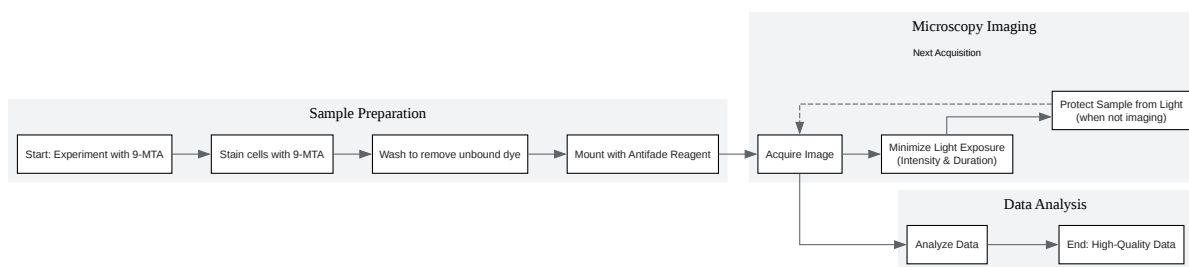 Microscopy Imaging
Next Acquisition
Protect Sample from Light
(when not imaging)
Sample Preparation
Start: Experiment with 9-MTA
Stain cells with 9-MTA
Wash to remove unbound dye
Mount with Antifade Reagent
Acquire Image
Minimize Light Exposure
(Intensity & Duration)
Data Analysis
Analyze Data
End: High-Quality Data